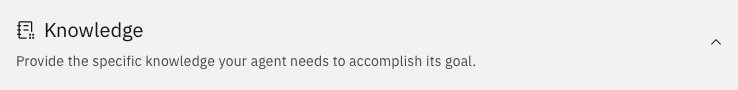 Knowledge
Provide the specific knowledge your agent needs to accomplish its goal.